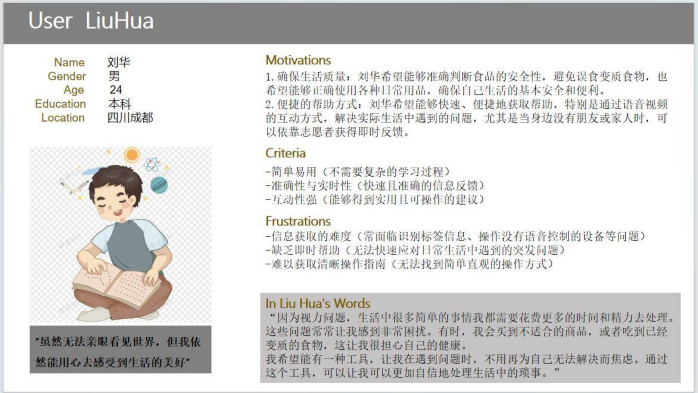 User LiuHua
Name 刘华
Gender 男
Age 24
Education 本科
Location 四川成都
“虽然无法亲眼看见世界，但我依
然能用心去感受到生活的美好”
Motivations
1.确保生活质量：刘华希望能够准确判断食品的安全性，避免误食变质食物，也
希望能够正确使用各种日常用品，确保自己生活的基本安全和便利。
2.便捷的帮助方式：刘华希望能够快速、便捷地获取帮助，特别是通过语音视频
的互动方式，解决实际生活中遇到的问题，尤其是当身边没有朋友或家人时，可
以依靠志愿者获得即时反馈。
Criteria
-简单易用（不需要复杂的学习过程）
-准确性与实时性（快速且准确的信息反馈）
-互动性强（能够得到实用且可操作的建议）
Frustrations
-信息获取的难度（常面临识别标签信息、操作没有语音控制的设备等问题）
-缺乏即时帮助（无法快速应对日常生活中遇到的突发问题）
-难以获取清晰操作指南（无法找到简单直观的操作方式）
In Liu Hua's Words
“因为视力问题，生活中很多简单的事情我都需要花费更多的时间和精力去处理。
这些问题常常让我感到非常困扰。有时，我会买到不适合的商品，或者吃到已经
变质的食物，这让我很担心自己的健康。
我希望能有一种工具，让我在遇到问题时，不用再为自己无法解决而焦虑。通过
这个工具，可以让我可以更加自信地处理生活中的琐事。”